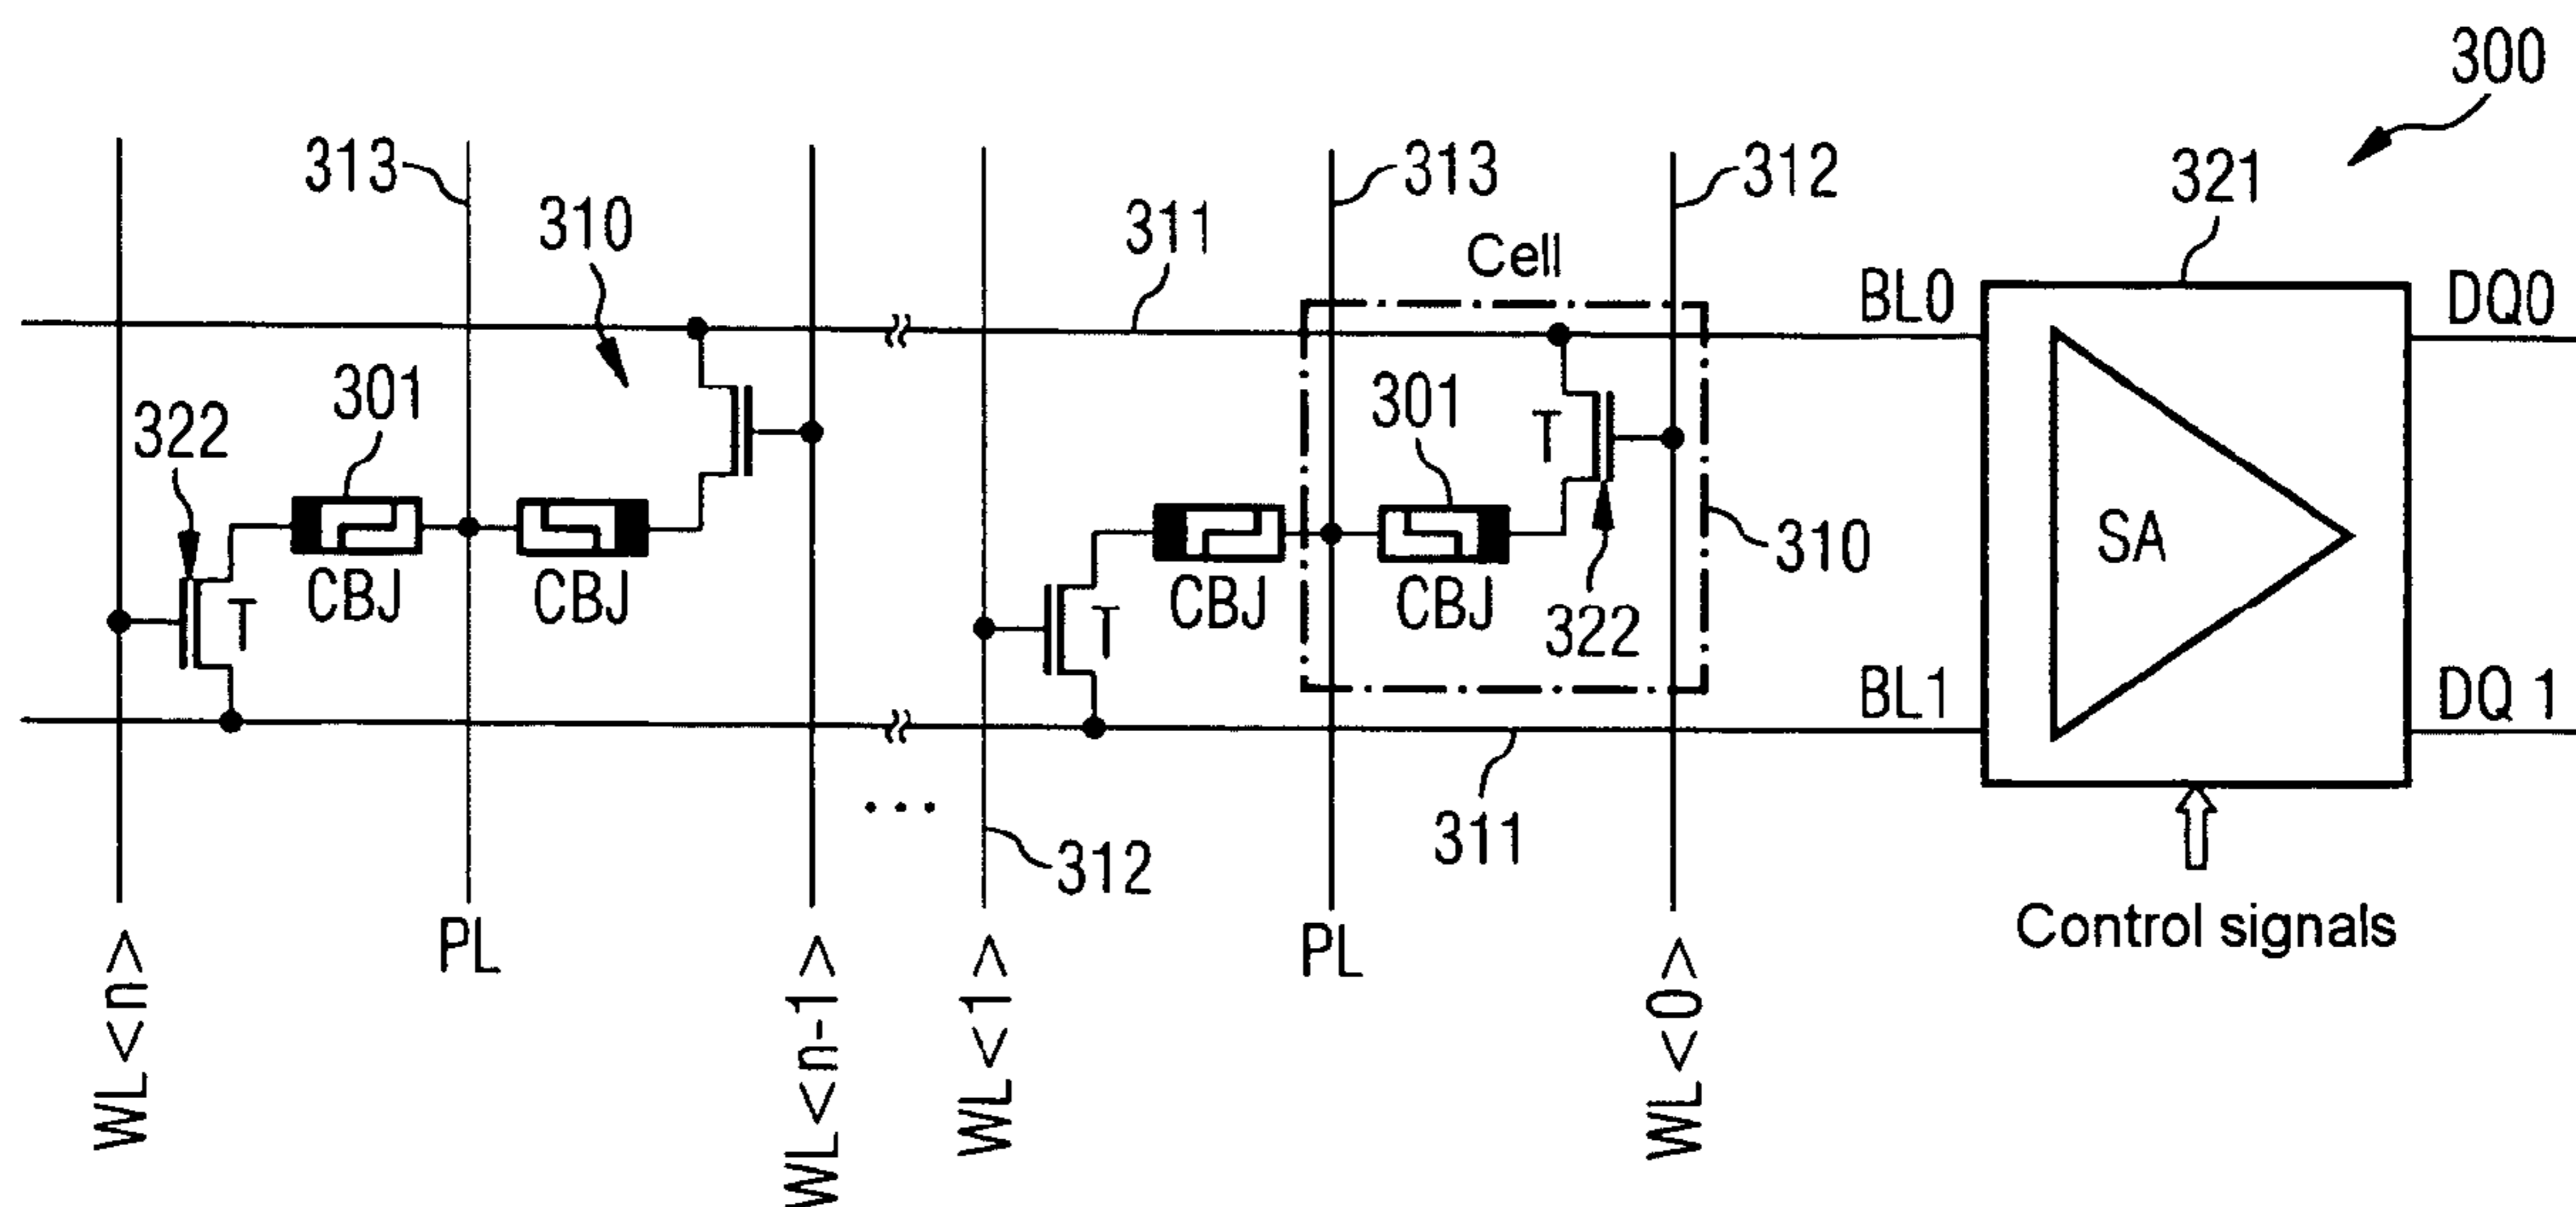 300
313
310
311
Cell
313
312
321
BL0
DQ0
322
301
301
T
SA
T
CBJ
CBJ
T
CBJ
CBJ
322
310
BL1
DQ 1
...
312
311
PL
PL
Control signals
WL<n>
WL<n-1>
WL<1>
WL<0>